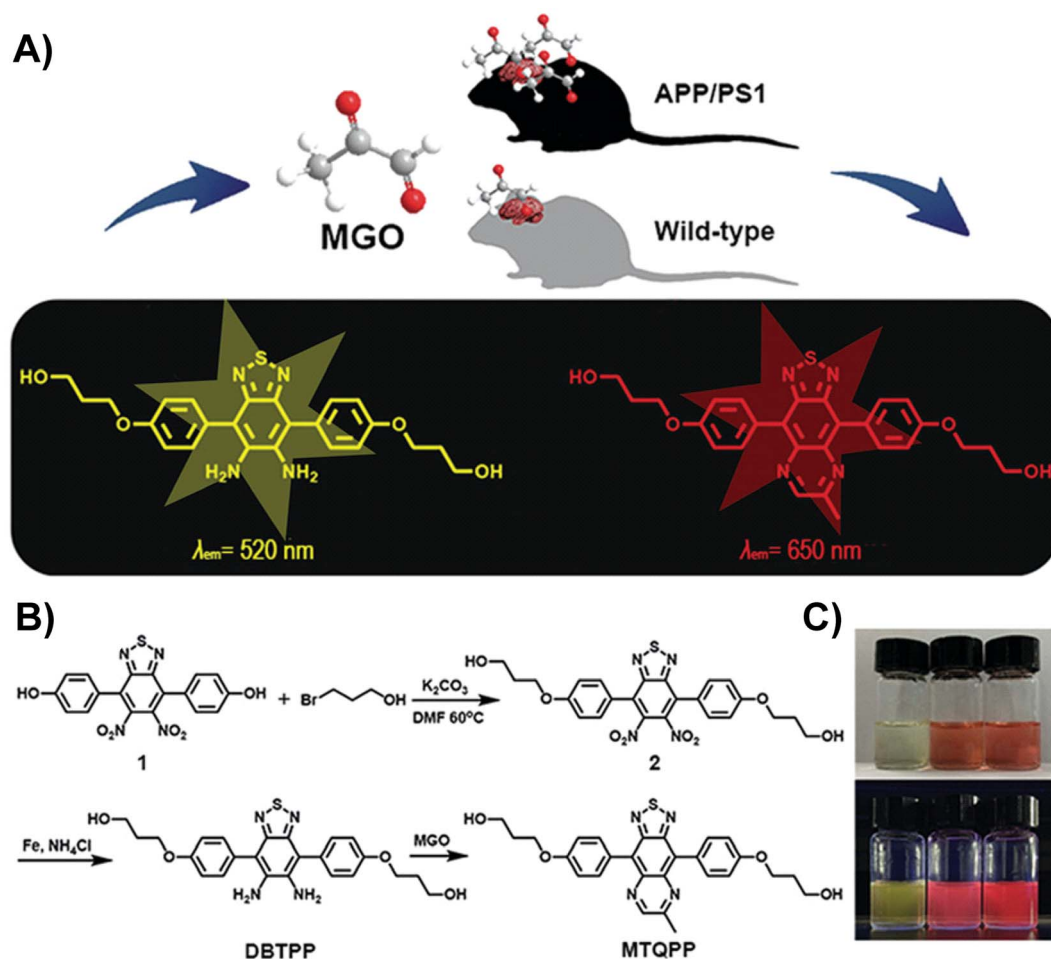 A)
APP/PS1
MGO
Wild-type
S
N N
HO
O
O
H₂N NH₂
OH
λem= 520 nm
S
N N
HO
O
O
N N
OH
λem= 650 nm
B)
C)
S
N N
HO
OH
NO₂ NO₂
1
+
Br OH
K₂CO₃
DMF 60°C
S
N N
HO
O
O
NO₂ NO₂
OH
2
Fe, NH₄Cl
S
N N
HO
O
O
H₂N NH₂
OH
DBTPP
MGO
S
N N
HO
O
O
N N
OH
MTQPP